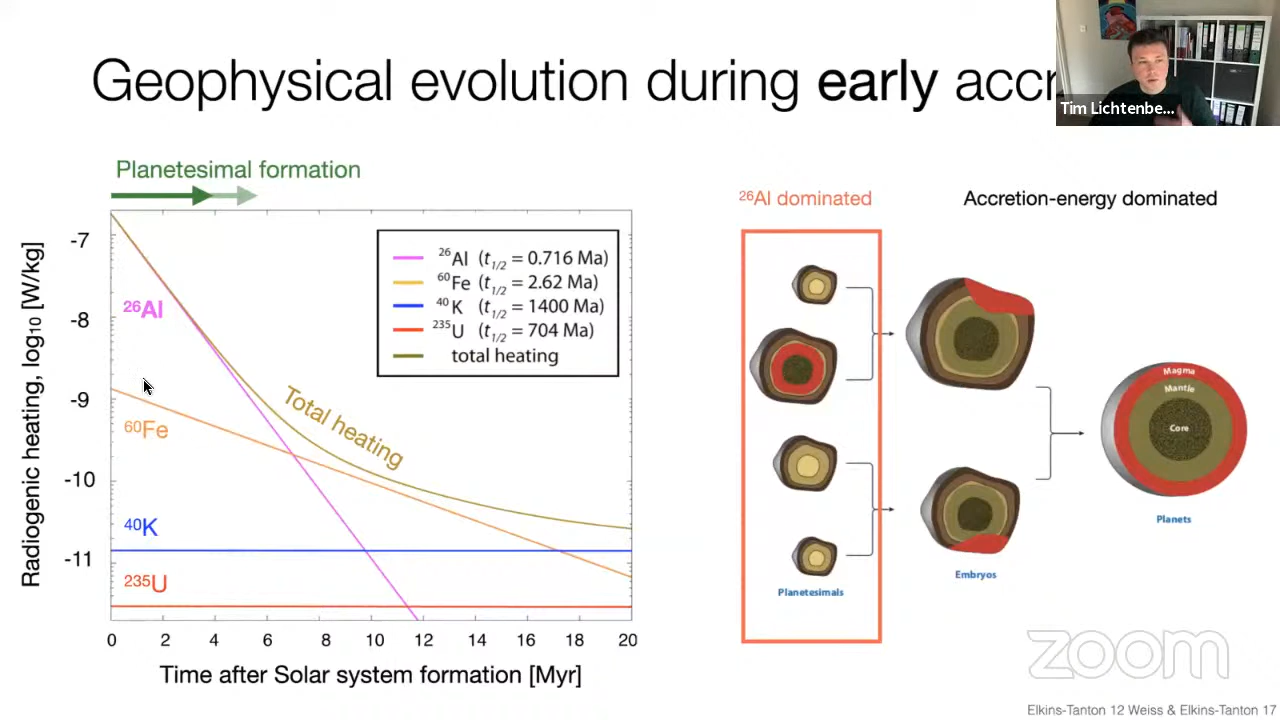 Geophysical evolution during early accr
Tim Lichtenbe...
Planetesimal formation
Radiogenic heating, log10 [W/kg]
-7
-8
-9
-10
-11
26Al
60Fe
40K
235U
Total heating
26Al (t1/2 = 0.716 Ma)
60Fe (t1/2 = 2.62 Ma)
40K (t1/2 = 1400 Ma)
235U (t1/2 = 704 Ma)
total heating
0 2 4 6 8 10 12 14 16 18 20
Time after Solar system formation [Myr]
26Al dominated
Accretion-energy dominated
Planetesimals
Embryos
Magma
Mantle
Core
Planets
zoom
Elkins-Tanton 12 Weiss & Elkins-Tanton 17